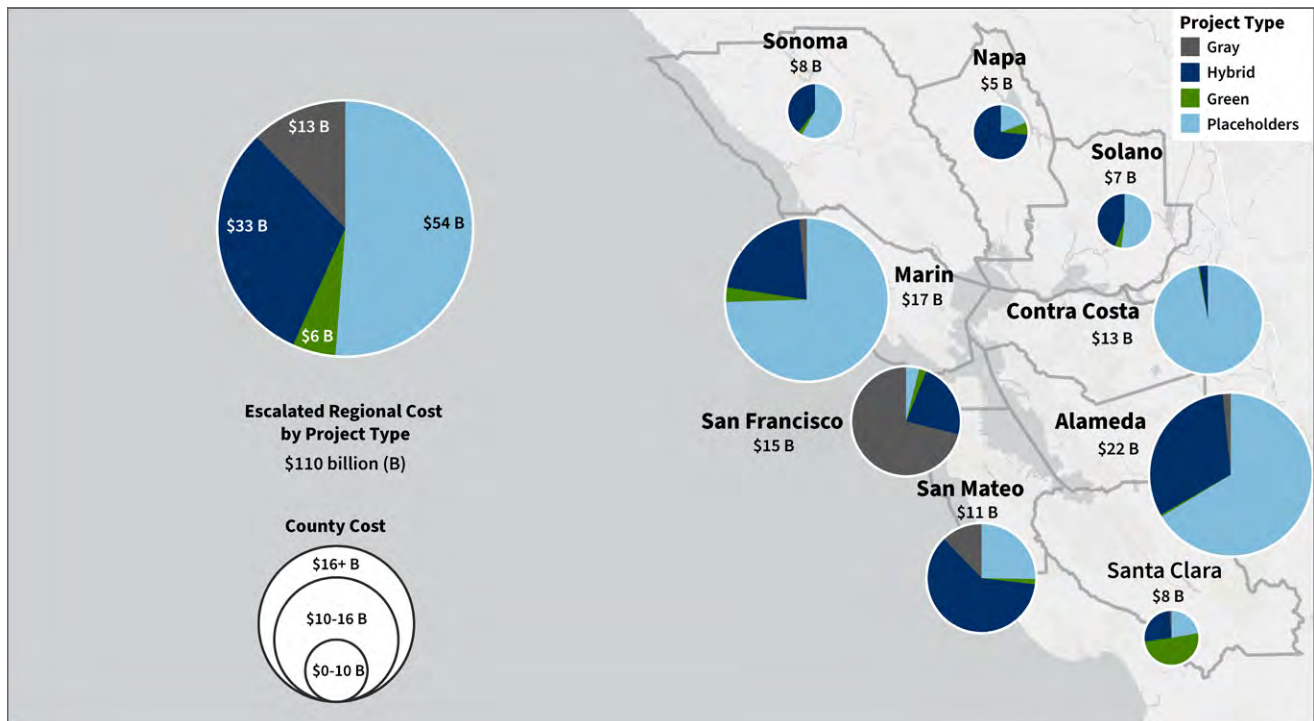 Project Type
Gray
Hybrid
Green
Placeholders
Sonoma
$8 B
Napa
$5 B
Solano
$7 B
Marin
$17 B
Contra Costa
$13 B
San Francisco
$15 B
Alameda
$22 B
San Mateo
$11 B
Santa Clara
$8 B
$13 B
$33 B
$54 B
$6 B
Escalated Regional Cost
by Project Type
$110 billion (B)
County Cost
$16+ B
$10-16 B
$0-10 B